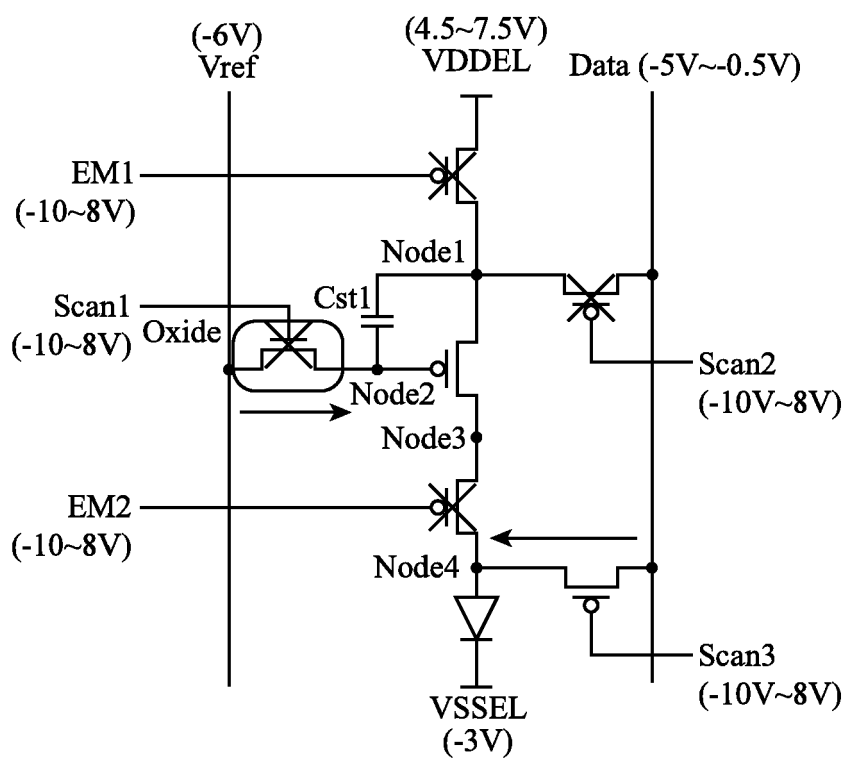 (-6V)
Vref
(4.5~7.5V)
VDDEL
Data (-5V~-0.5V)
EM1
(-10~8V)
Node1
Scan1
(-10~8V)
Oxide
Cst1
Node2
Scan2
(-10V~8V)
Node3
EM2
(-10~8V)
Node4
Scan3
(-10V~8V)
VSSEL
(-3V)